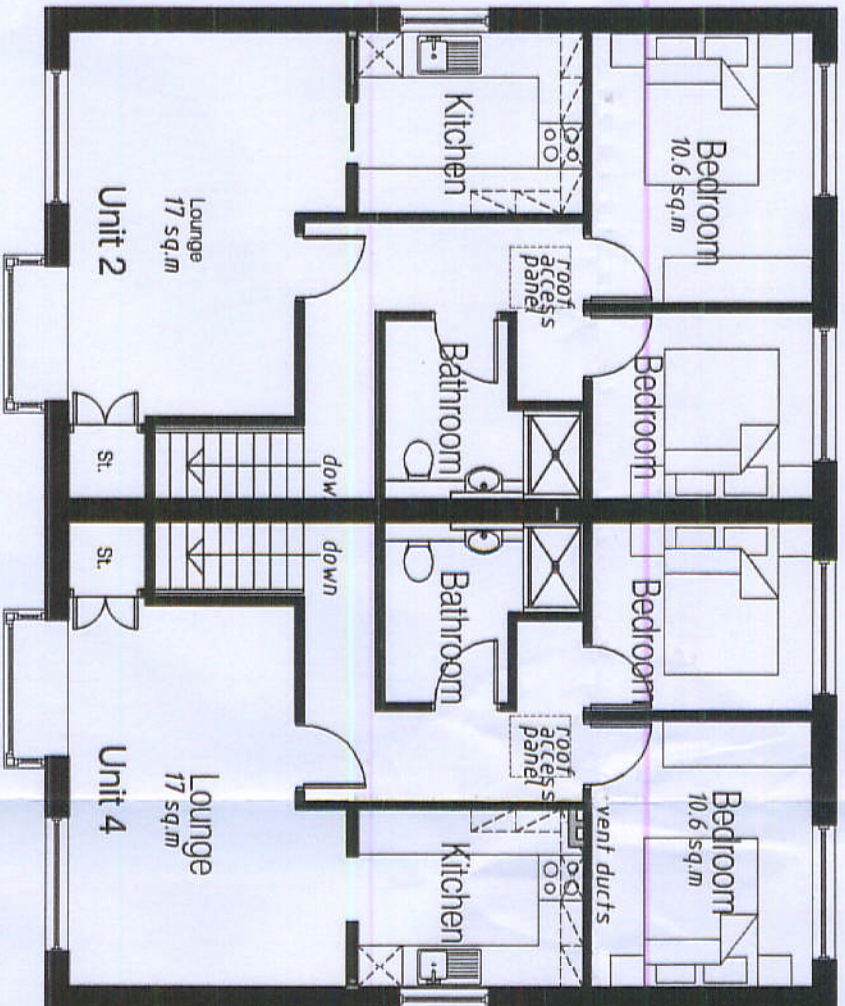 Bedroom
10.6 sq.m
Bedroom
Bedroom
Bedroom
10.6 sq.m
Kitchen
roof
access
panel
Bathroom
Bathroom
roof
access
panel
vent ducts
Kitchen
dow
down
Lounge
17 sq.m
St.
St.
Lounge
17 sq.m
Unit 2
Unit 4